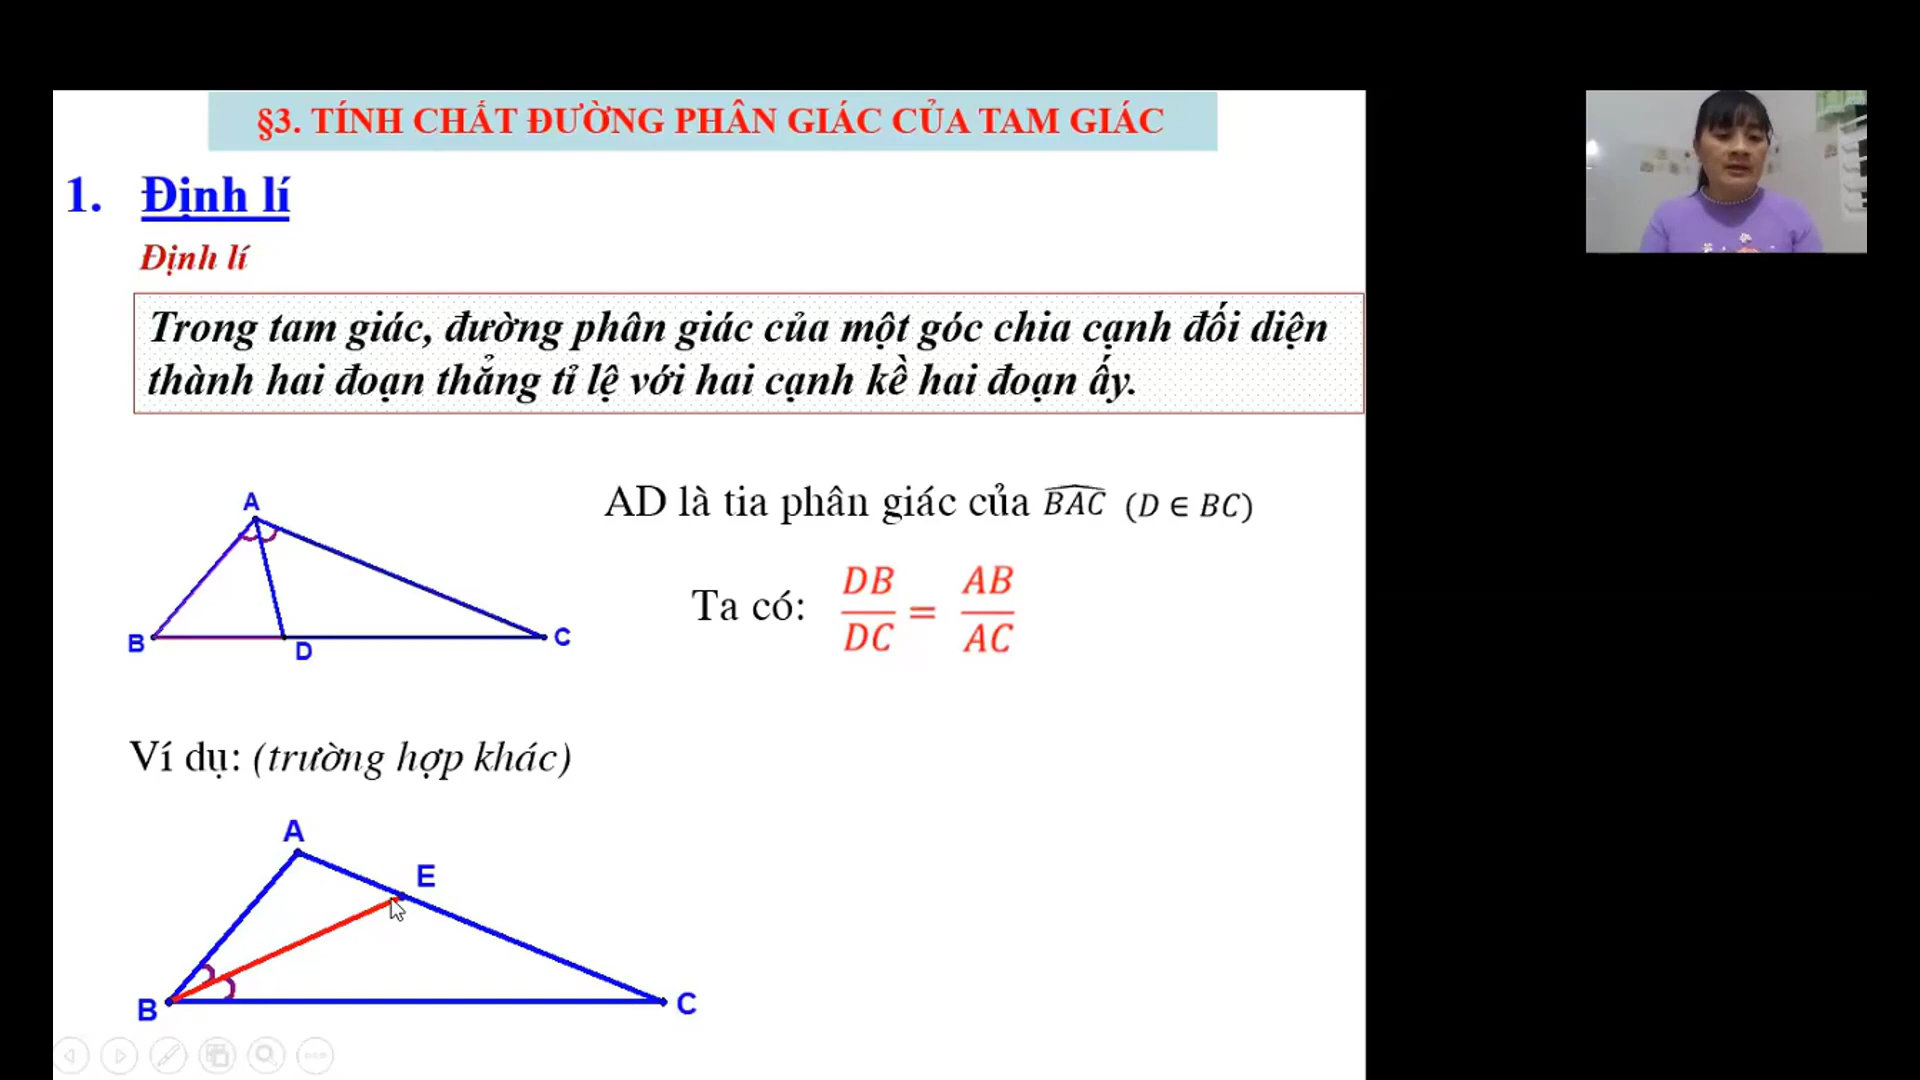 §3. TÍNH CHẤT ĐƯỜNG PHÂN GIÁC CỦA TAM GIÁC
1. Định lí
Định lí
Trong tam giác, đường phân giác của một góc chia cạnh đối diện
thành hai đoạn thẳng tỉ lệ với hai cạnh kề hai đoạn ấy.
A
B
D
C
AD là tia phân giác của \widehat{BAC} (D ∈ BC)
Ta có: DB/DC = AB/AC
Ví dụ: (trường hợp khác)
A
E
B
C